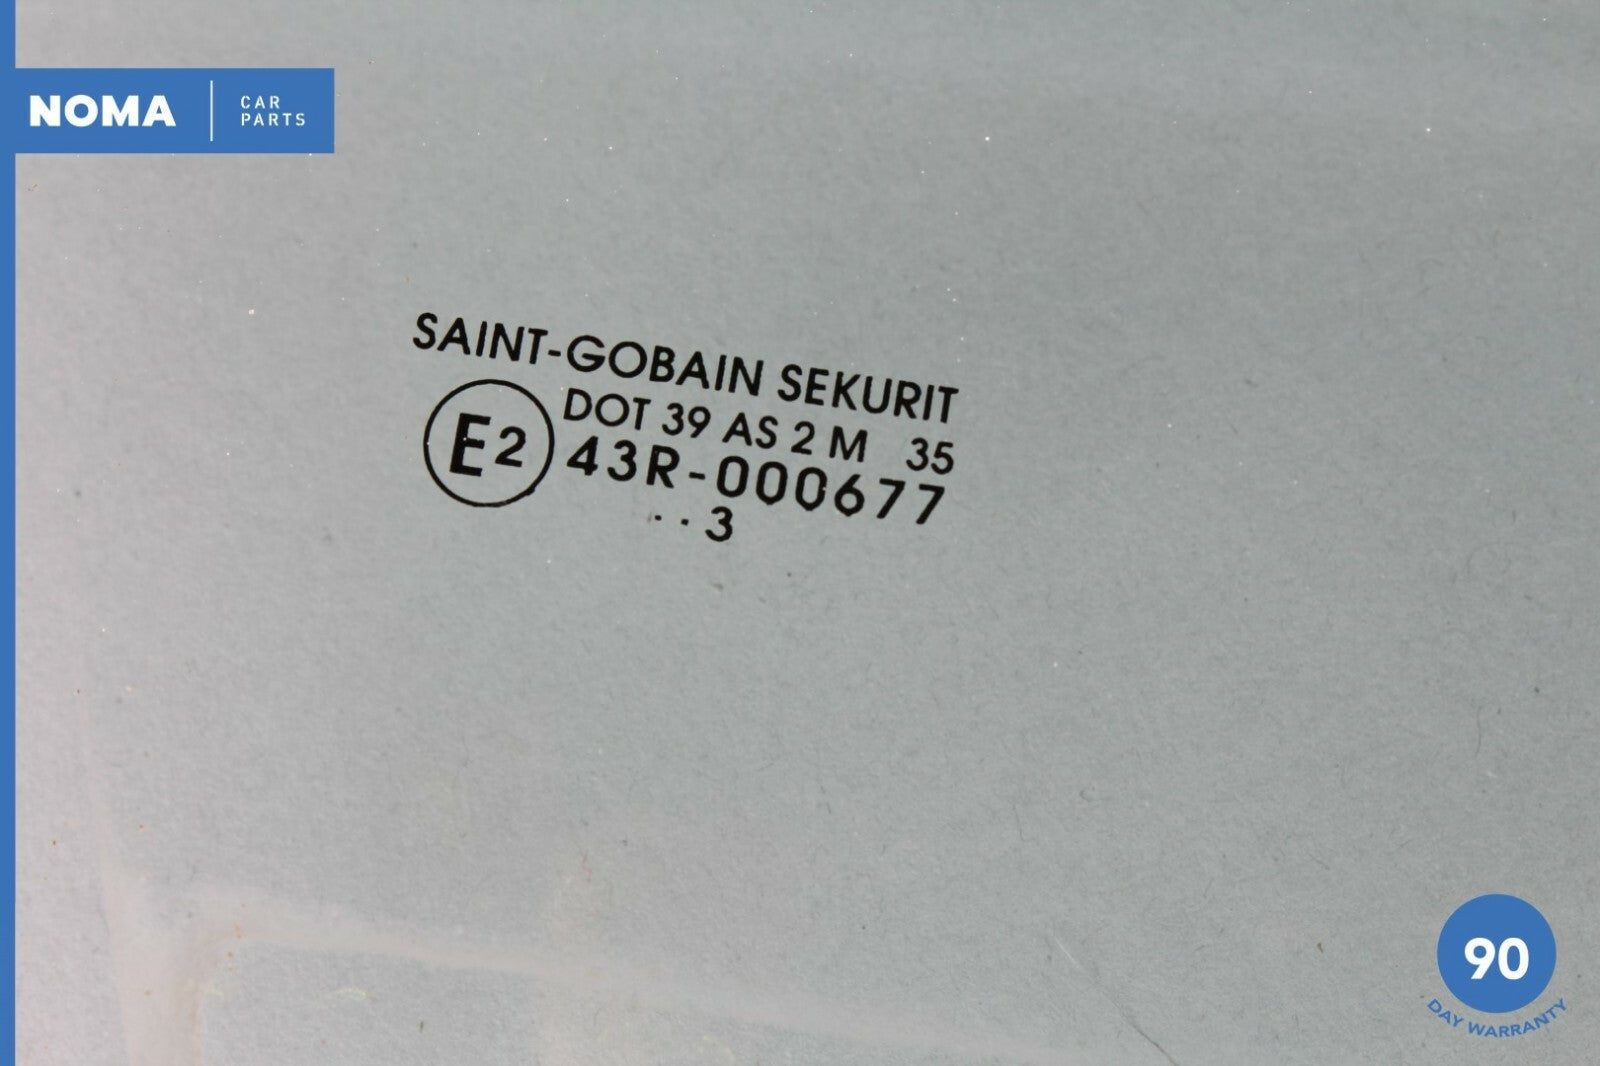 NOMA
CAR
PARTS
SAINT-GOBAIN SEKURIT
DOT 39 AS 2 M 35
E2
43R-000677
..3
90
DAY WARRANTY